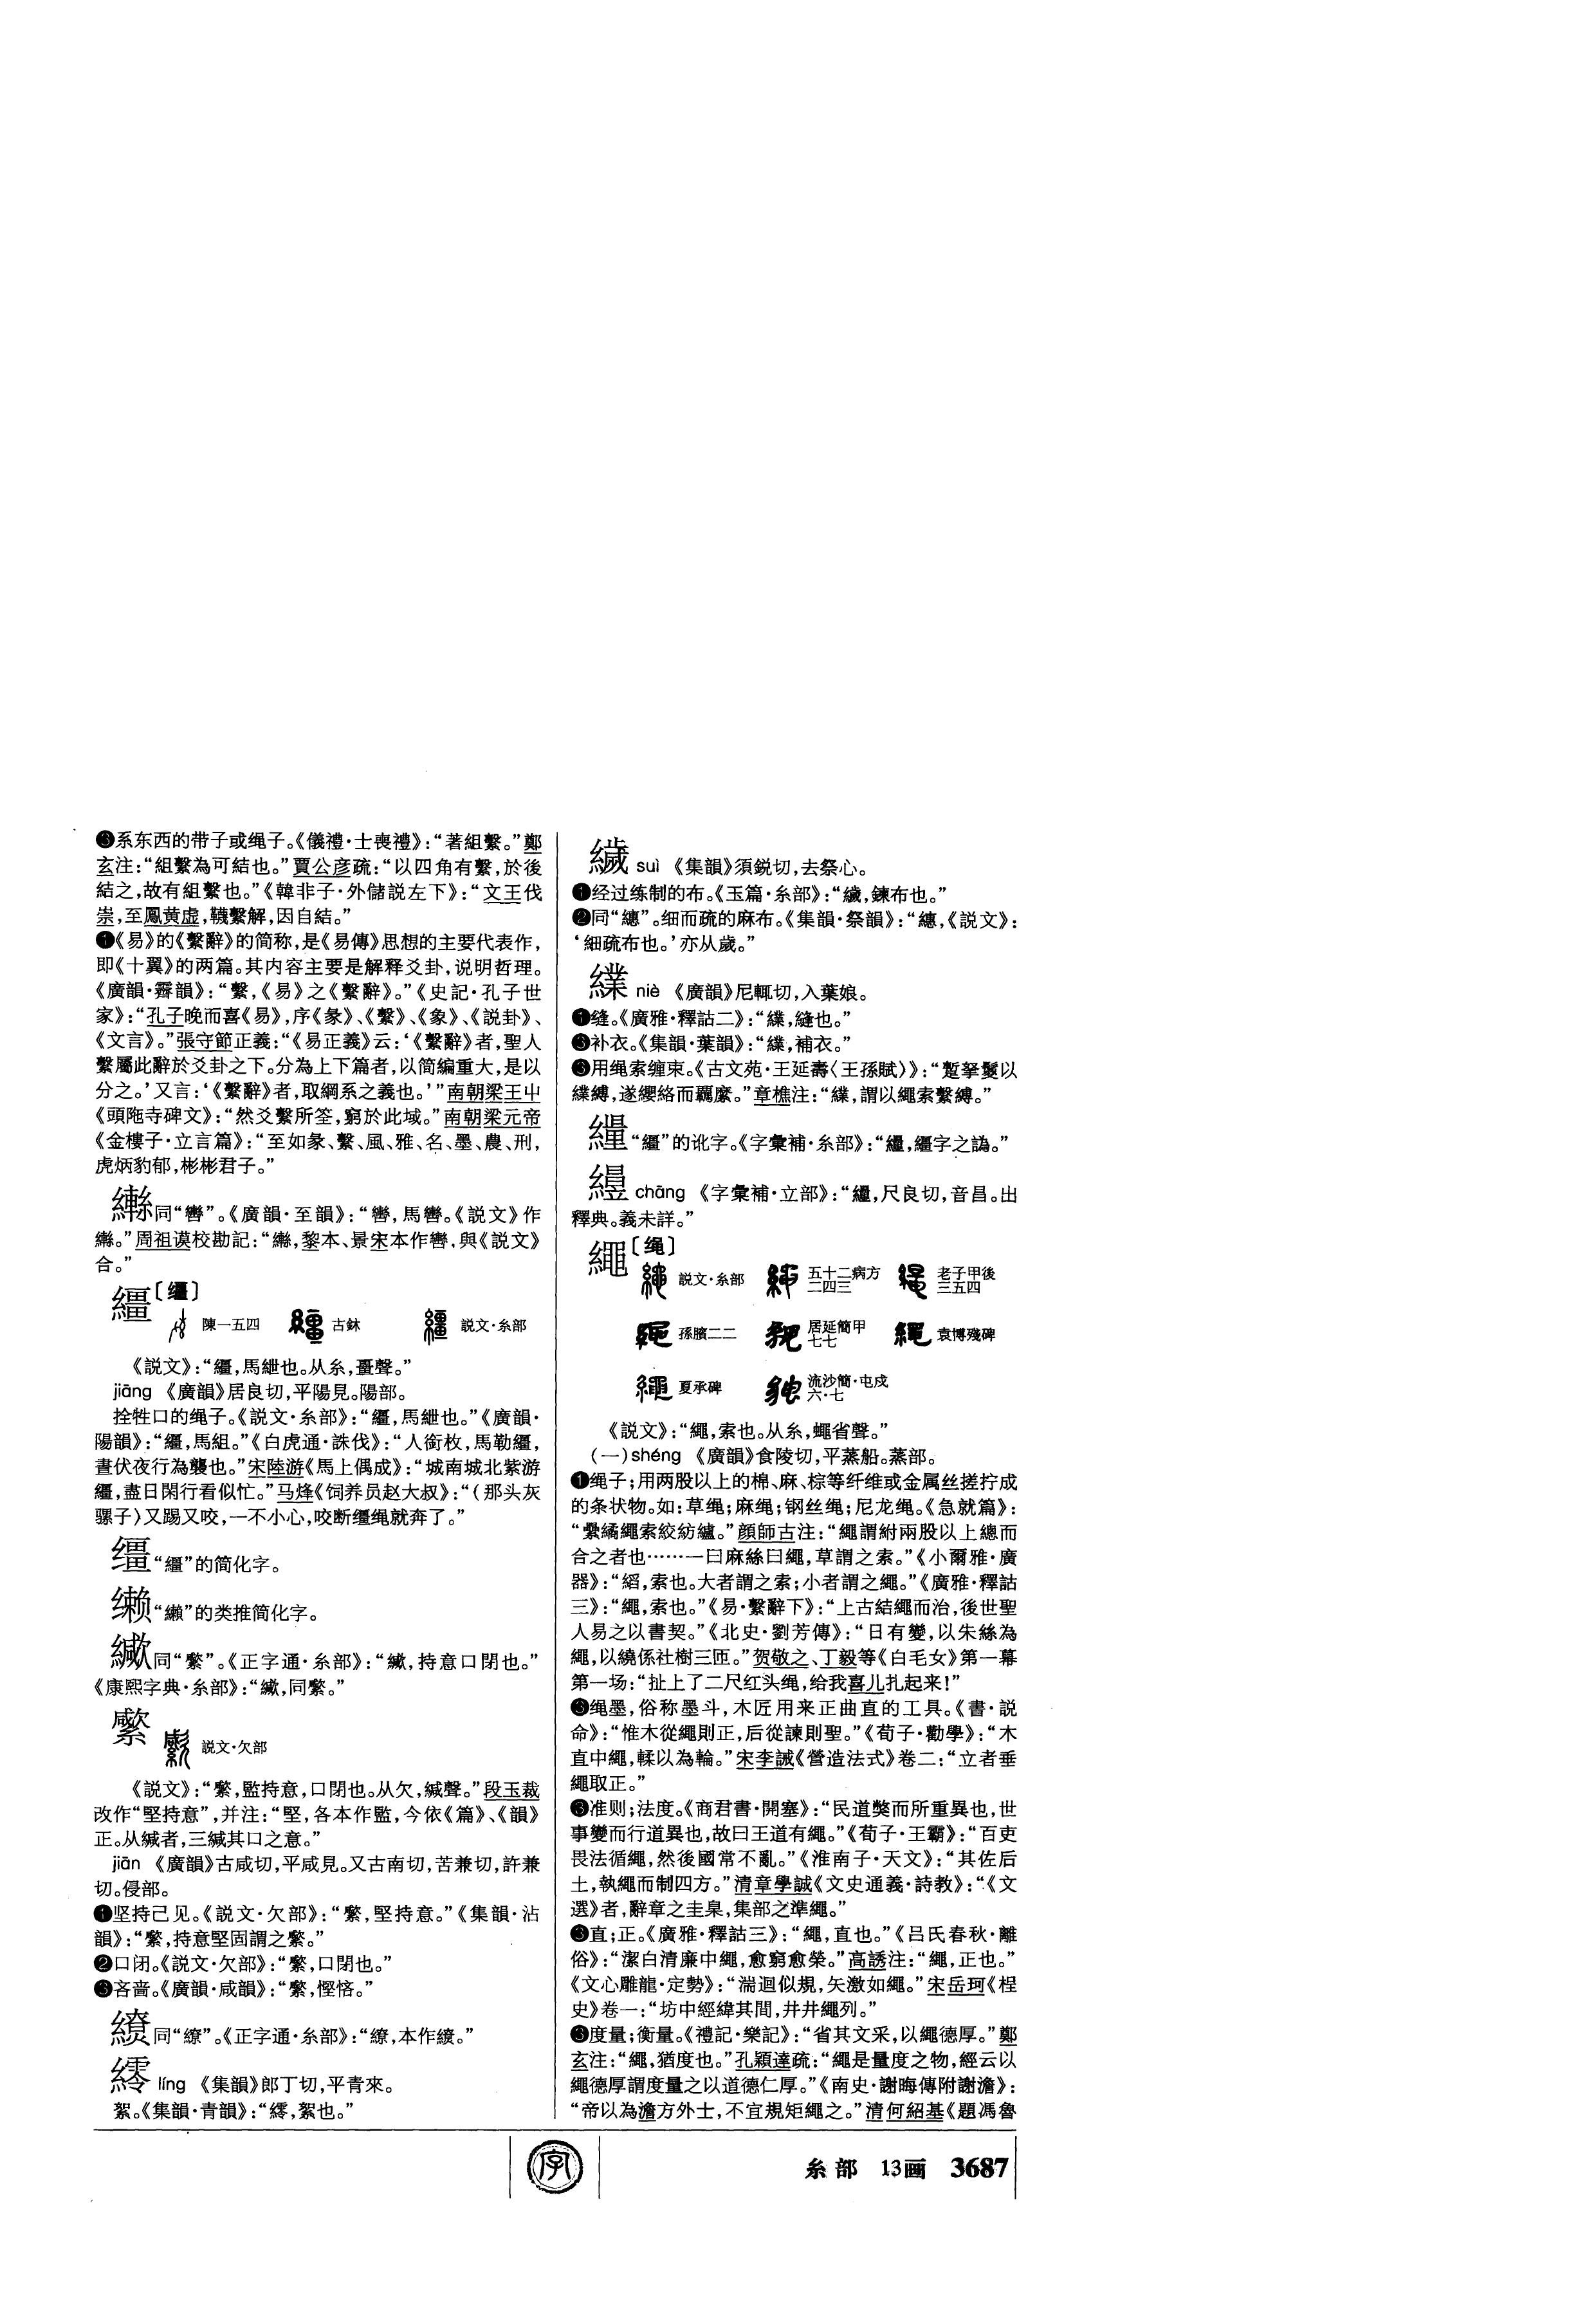 ❸系东西的带子或绳子。《儀禮·士喪禮》:“著組繫。”鄭
玄注:“組繫為可結也。”賈公彦疏:“以四角有繫,於後
結之,故有組繫也。”《韓非子·外儲説左下》:“文王伐
崇,至鳳黄虚,韈繫解,因自結。”
《易》的《繫辭》的简称,是《易傳》思想的主要代表作,
即《十翼》的两篇。其内容主要是解释爻卦,说明哲理。
《廣韻·霽韻》:“繫,《易》之《繫辭》。”《史記·孔子世
家》:“孔子晚而喜《易》,序《彖》、《繫》、《象》、《説卦》、
《文言》。”張守節正義:“《易正義》云:‘《繫辭》者,聖人
繫屬此辭於爻卦之下。分為上下篇者,以简编重大,是以
分之。’又言:‘《繫辭》者,取綱系之義也。’”南朝梁王屮
《頭陁寺碑文》:“然爻繫所筌,窮於此域。”南朝梁元帝
《金樓子·立言篇》:“至如彖、繫、風、雅、名、墨、農、刑,
虎炳豹郁,彬彬君子。”
同“轡”。《廣韻·至韻》:“轡,馬轡。《説文》作
。”周祖谟校勘記:“,黎本、景宋本作轡,與《説文》
合。”
繮〔缰〕
陳一五四 古鉢 説文·糸部
《説文》:“繮,馬紲也。从糸,畺聲。”
jiāng 《廣韻》居良切,平陽見。陽部。
拴牲口的绳子。《説文·糸部》:“繮,馬紲也。”《廣韻·
陽韻》:“繮,馬組。”《白虎通·誅伐》:“人銜枚,馬勒繮,
晝伏夜行為襲也。”宋陸游《馬上偶成》:“城南城北紫游
繮,盡日閑行看似忙。”马烽《饲养员赵大叔》:“(那头灰
骡子)又踢又咬,一不小心,咬断缰绳就奔了。”
缰“繮”的简化字。
“繿”的类推简化字。
同“㰹”。《正字通·糸部》:“,持意口閉也。”
《康熙字典·糸部》:“,同。”
説文·欠部
《説文》:“,監持意,口閉也。从欠,緘聲。”段玉裁
改作“堅持意”,并注:“堅,各本作監,今依《篇》、《韻》
正。从緘者,三緘其口之意。”
jiān 《廣韻》古咸切,平咸見。又古南切,苦兼切,許兼
切。侵部。
❶坚持己见。《説文·欠部》:“,堅持意。”《集韻·沾
韻》:“,持意堅固謂之。”
❷口闭。《説文·欠部》:“,口閉也。”
❸吝啬。《廣韻·咸韻》:“,慳悋。”
同“繚”。《正字通·糸部》:“繚,本作。”
líng 《集韻》郎丁切,平青來。
絮。《集韻·青韻》:“,絮也。”
suì 《集韻》須鋭切,去祭心。
❶经过练制的布。《玉篇·糸部》:“,鍊布也。”
❷同“繐”。细而疏的麻布。《集韻·祭韻》:“繐,《説文》:
‘細疏布也。’亦从歲。”
niè 《廣韻》尼輒切,入葉娘。
❶缝。《廣雅·釋詁二》:“,縫也。”
补衣。《集韻·葉韻》:“,補衣。”
❸用绳索缠束。《古文苑·王延壽〈王孫賦〉》:“踅拏鬘以
縛,遂纓絡而羈縻。”章樵注:“,謂以繩索繫縛。”
“繮”的讹字。《字彙補·糸部》:“,繮字之譌。”
chāng 《字彙補·立部》:“,尺良切,音昌。出
釋典。義未詳。”
繩〔绳〕
説文·糸部 五十二病方二四三 老子甲後三五四
孫臏二二 居延簡甲七七 袁博殘碑
夏承碑 流沙簡·屯戍六·七
《説文》:“繩,索也。从糸,蠅省聲。”
(一)shéng 《廣韻》食陵切,平蒸船。蒸部。
❶绳子;用两股以上的棉、麻、棕等纤维或金属丝搓拧成
的条状物。如:草绳;麻绳;钢丝绳;尼龙绳。《急就篇》:
“纍繘繩索絞紡纑。”顔師古注:“繩謂紨兩股以上總而
合之者也……一曰麻絲曰繩,草謂之索。”《小爾雅·廣
器》:“縚,索也。大者謂之索;小者謂之繩。”《廣雅·釋詁
三》:“繩,索也。”《易·繫辭下》:“上古結繩而治,後世聖
人易之以書契。”《北史·劉芳傳》:“日有變,以朱絲為
繩,以繞係社樹三匝。”贺敬之、丁毅等《白毛女》第一幕
第一场:“扯上了二尺红头绳,给我喜儿扎起来!”
绳墨,俗称墨斗,木匠用来正曲直的工具。《書·説
命》:“惟木從繩則正,后從諫則聖。”《荀子·勸學》:“木
直中繩,輮以為輪。”宋李誡《營造法式》卷二:“立者垂
繩取正。”
❸准则;法度。《商君書·開塞》:“民道獘而所重異也,世
事變而行道異也,故曰王道有繩。”《荀子·王霸》:“百吏
畏法循繩,然後國常不亂。”《淮南子·天文》:“其佐后
土,執繩而制四方。”清章學誠《文史通義·詩教》:“《文
選》者,辭章之圭臬,集部之準繩。”
直;正。《廣雅·釋詁三》:“繩,直也。”《吕氏春秋·離
俗》:“潔白清廉中繩,愈窮愈榮。”高誘注:“繩,正也。”
《文心雕龍·定勢》:“湍迴似規,矢激如繩。”宋岳珂《桯
史》卷一:“坊中經緯其間,井井繩列。”
度量;衡量。《禮記·樂記》:“省其文采,以繩德厚。”鄭
玄注:“繩,猶度也。”孔穎達疏:“繩是量度之物,經云以
繩德厚謂度量之以道德仁厚。”《南史·謝晦傳附謝澹》:
“帝以為澹方外士,不宜規矩繩之。”清何紹基《題馮魯
字
糸部 13画 3687